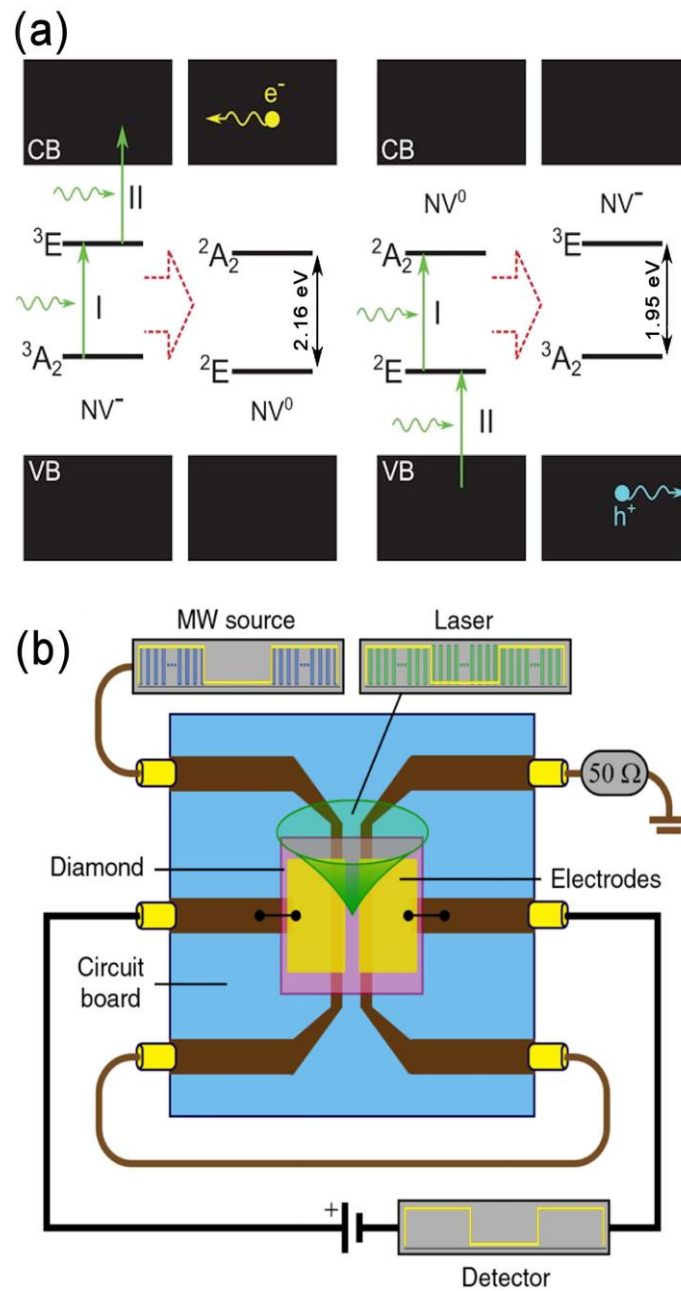 (a)
CB
e⁻
CB
II
NV⁰
NV⁻
³E
²A₂
²A₂
³E
I
2.16 eV
I
1.95 eV
³A₂
²E
²E
³A₂
NV⁻
NV⁰
II
VB
VB
h⁺
(b)
MW source
Laser
50 Ω
Diamond
Electrodes
Circuit
board
+
Detector